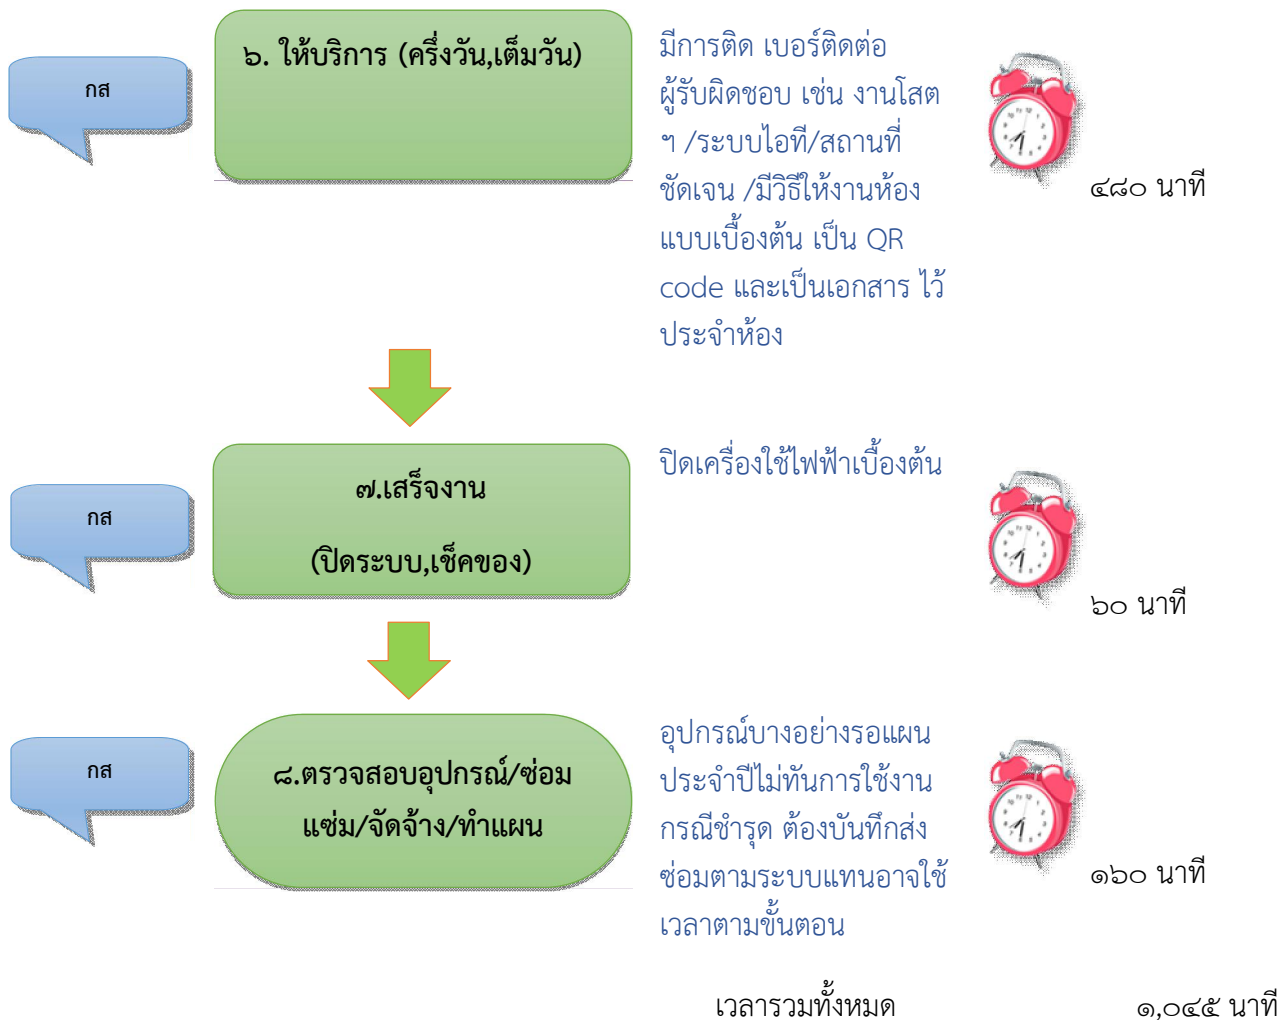 กส
๖. ให้บริการ (ครึ่งวัน,เต็มวัน)
มีการติด เบอร์ติดต่อ
ผู้รับผิดชอบ เช่น งานโสต
ฯ /ระบบไอที/สถานที่
ชัดเจน /มีวิธีให้งานห้อง
แบบเบื้องต้น เป็น QR
code และเป็นเอกสาร ไว้
ประจำห้อง
๔๘๐ นาที
กส
๗.เสร็จงาน
(ปิดระบบ,เช็คของ)
ปิดเครื่องใช้ไฟฟ้าเบื้องต้น
๖๐ นาที
กส
๘.ตรวจสอบอุปกรณ์/ซ่อม
แซ่ม/จัดจ้าง/ทำแผน
อุปกรณ์บางอย่างรอแผน
ประจำปีไม่ทันการใช้งาน
กรณีชำรุด ต้องบันทึกส่ง
ซ่อมตามระบบแทนอาจใช้
เวลาตามขั้นตอน
๑๖๐ นาที
เวลารวมทั้งหมด ๑,๐๔๕ นาที